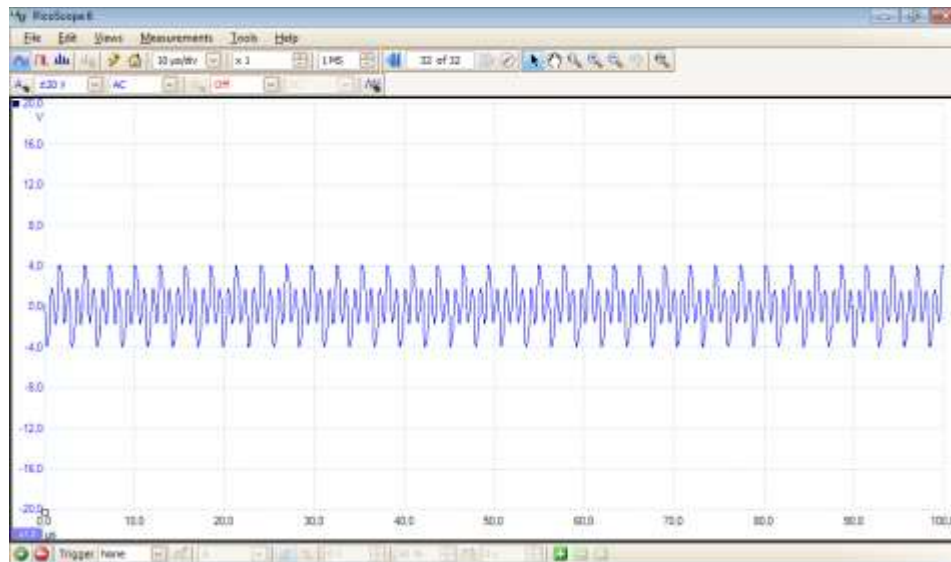 PicoScope 6
File Edit Views Measurements Tools Help
10 µs/div x 1 1 MS 32 of 32
A ±20 V AC Off
20,0
V
16,0
12,0
8,0
4,0
0,0
-4,0
-8,0
-12,0
-16,0
-20,0
0,0 10,0 20,0 30,0 40,0 50,0 60,0 70,0 80,0 90,0 100,0
µs
Trigger None